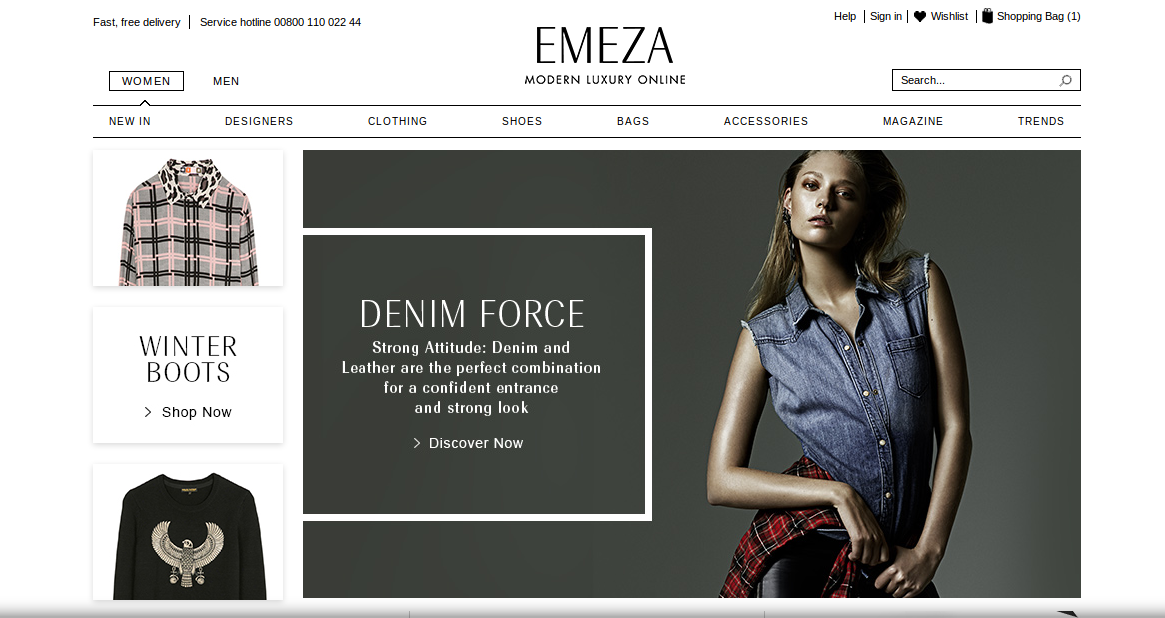 Fast, free delivery
Service hotline 00800 110 022 44
Help
Sign in
Wishlist
Shopping Bag (1)
EMEZA
MODERN LUXURY ONLINE
WOMEN
MEN
Search...
NEW IN
DESIGNERS
CLOTHING
SHOES
BAGS
ACCESSORIES
MAGAZINE
TRENDS
WINTER
BOOTS
Shop Now
DENIM FORCE
Strong Attitude: Denim and
Leather are the perfect combination
for a confident entrance
and strong look
Discover Now